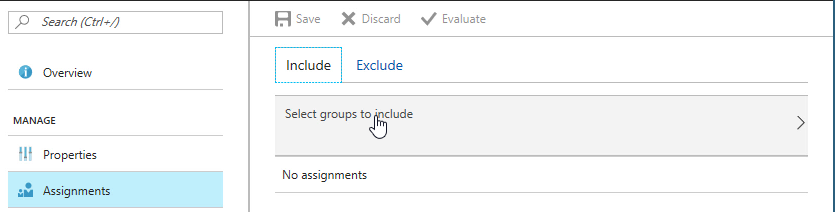 Search (Ctrl+/)
Overview
MANAGE
Properties
Assignments
Save Discard Evaluate
Include Exclude
Select groups to include
No assignments